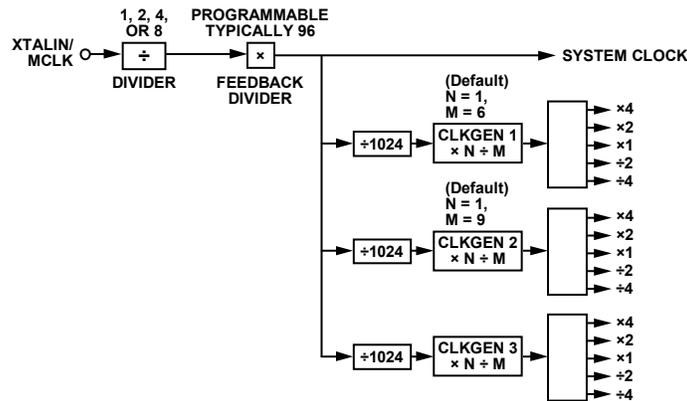 1, 2, 4,
OR 8
PROGRAMMABLE
TYPICALLY 96
XTALIN/
MCLK
÷
×
SYSTEM CLOCK
DIVIDER
FEEDBACK
DIVIDER
(Default)
N = 1,
M = 6
÷1024
CLKGEN 1
× N ÷ M
×4
×2
×1
÷2
÷4
(Default)
N = 1,
M = 9
÷1024
CLKGEN 2
× N ÷ M
×4
×2
×1
÷2
÷4
÷1024
CLKGEN 3
× N ÷ M
×4
×2
×1
÷2
÷4